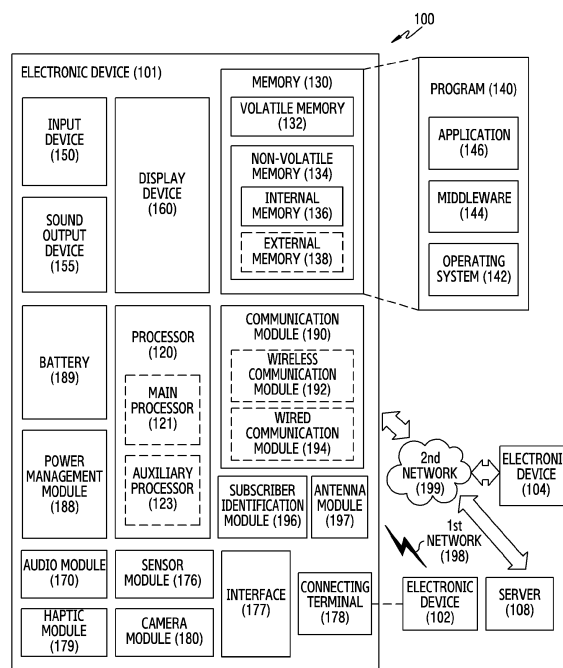 100
ELECTRONIC DEVICE (101)
INPUT
DEVICE
(150)
SOUND
OUTPUT
DEVICE
(155)
DISPLAY
DEVICE
(160)
MEMORY (130)
VOLATILE MEMORY
(132)
NON-VOLATILE
MEMORY (134)
INTERNAL
MEMORY (136)
EXTERNAL
MEMORY (138)
PROGRAM (140)
APPLICATION
(146)
MIDDLEWARE
(144)
OPERATING
SYSTEM (142)
BATTERY
(189)
POWER
MANAGEMENT
MODULE
(188)
PROCESSOR
(120)
MAIN
PROCESSOR
(121)
AUXILIARY
PROCESSOR
(123)
COMMUNICATION
MODULE (190)
WIRELESS
COMMUNICATION
MODULE (192)
WIRED
COMMUNICATION
MODULE (194)
SUBSCRIBER
IDENTIFICATION
MODULE (196)
ANTENNA
MODULE
(197)
2nd
NETWORK
(199)
ELECTRONIC
DEVICE
(104)
1st
NETWORK
(198)
AUDIO MODULE
(170)
SENSOR
MODULE (176)
INTERFACE
(177)
CONNECTING
TERMINAL
(178)
ELECTRONIC
DEVICE
(102)
SERVER
(108)
HAPTIC MODULE
(179)
CAMERA
MODULE (180)